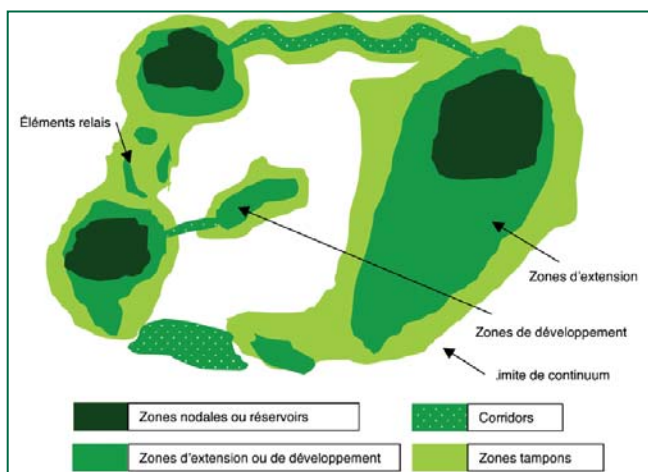 Éléments relais
Zones d'extension
Zones de développement
.imite de continuum
Zones nodales ou réservoirs
Corridors
Zones d'extension ou de développement
Zones tampons